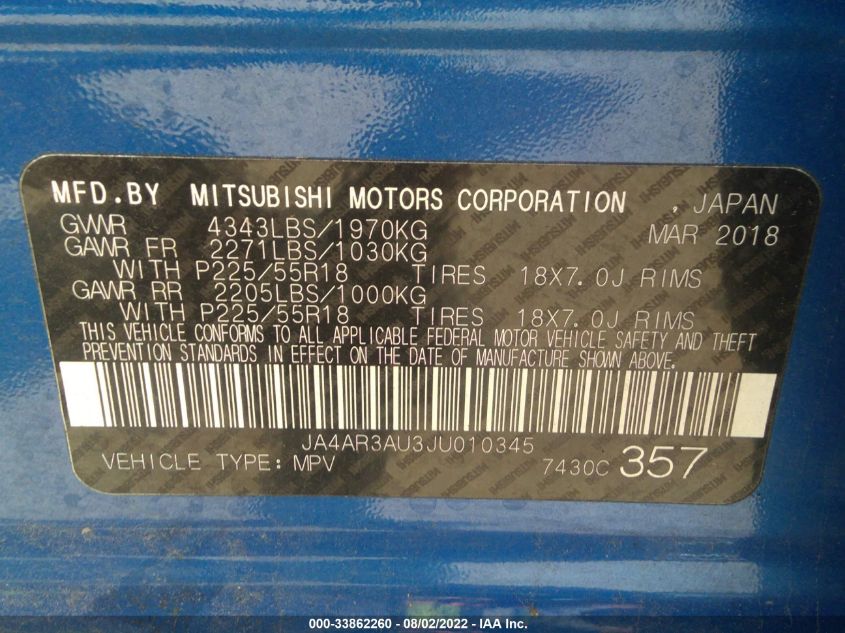 MFD.BY MITSUBISHI MOTORS CORPORATION , JAPAN
GVWR 4343LBS/1970KG MAR 2018
GAWR FR 2271LBS/1030KG
WITH P225/55R18 TIRES 18X7.0J RIMS
GAWR RR 2205LBS/1000KG
WITH P225/55R18 TIRES 18X7.0J RIMS
THIS VEHICLE CONFORMS TO ALL APPLICABLE FEDERAL MOTOR VEHICLE SAFETY AND THEFT
PREVENTION STANDARDS IN EFFECT ON THE DATE OF MANUFACTURE SHOWN ABOVE.
JA4AR3AU3JU010345
VEHICLE TYPE: MPV 7430C 357
000-33862260 - 08/02/2022 - IAA Inc.